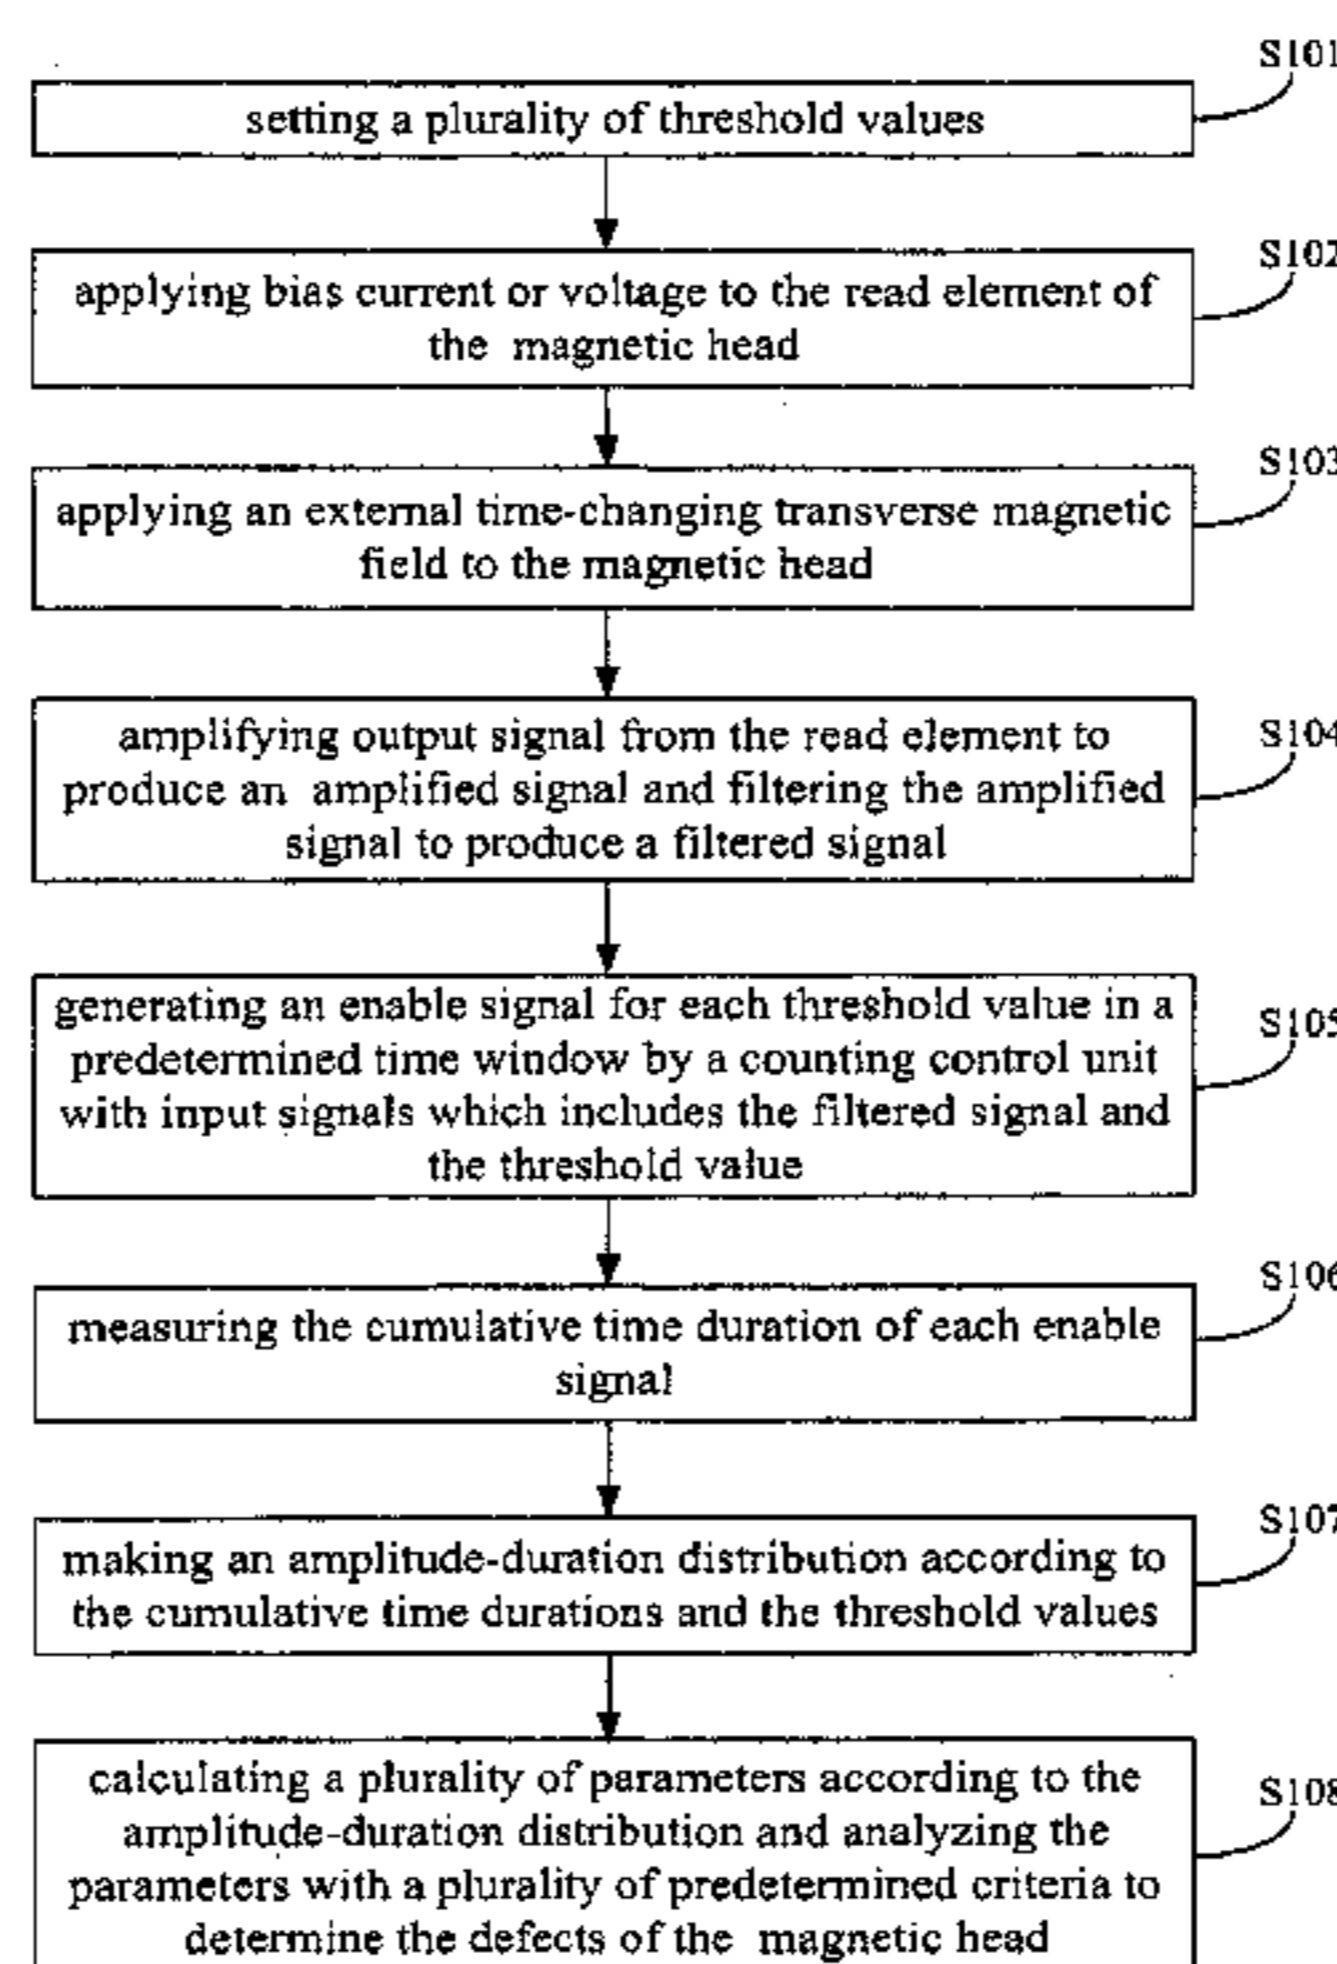 S101
setting a plurality of threshold values
S102
applying bias current or voltage to the read element of
the magnetic head
S103
applying an external time-changing transverse magnetic
field to the magnetic head
S104
amplifying output signal from the read element to
produce an amplified signal and filtering the amplified
signal to produce a filtered signal
S105
generating an enable signal for each threshold value in a
predetermined time window by a counting control unit
with input signals which includes the filtered signal and
the threshold value
S106
measuring the cumulative time duration of each enable
signal
S107
making an amplitude-duration distribution according to
the cumulative time durations and the threshold values
S108
calculating a plurality of parameters according to the
amplitude-duration distribution and analyzing the
parameters with a plurality of predetermined criteria to
determine the defects of the magnetic head